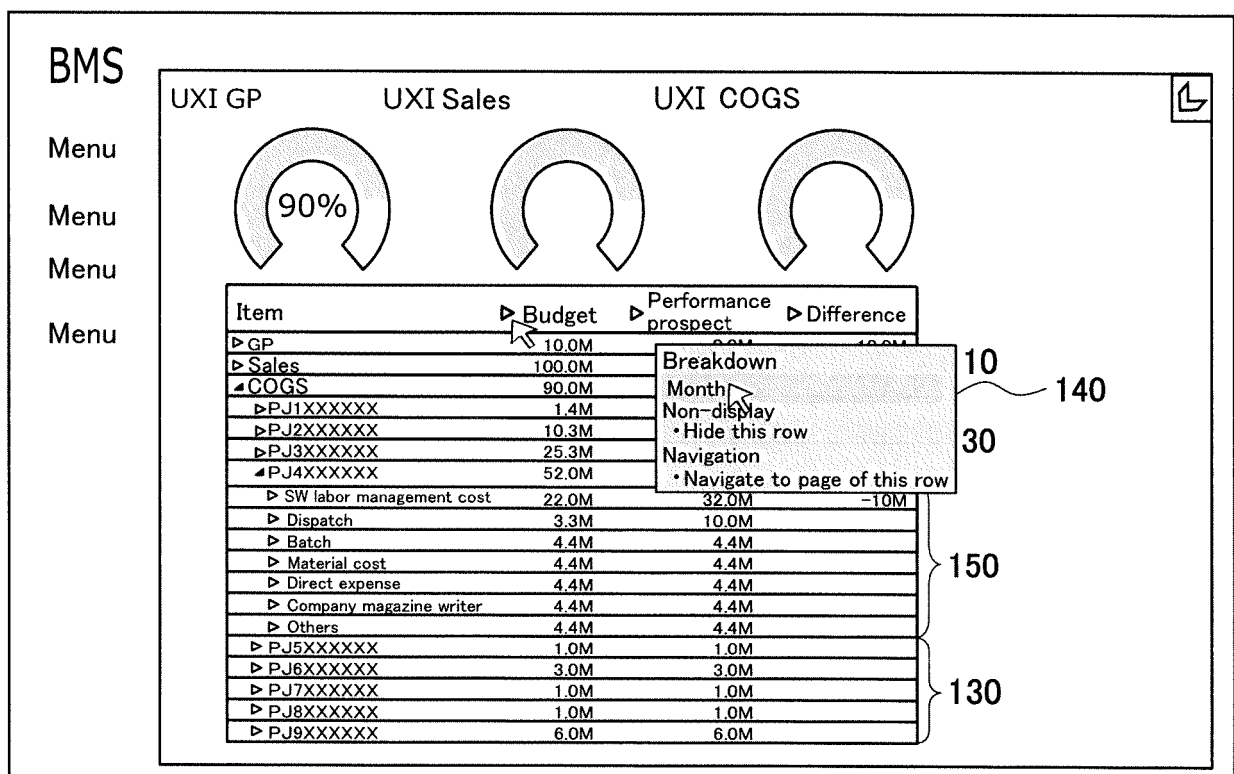 BMS
UXI GP UXI Sales UXI COGS
Menu
Menu
Menu
Menu
90%
Item Budget Performance prospect Difference
GP 10.0M
Sales 100.0M
COGS 90.0M
PJ1XXXXXX 1.4M
PJ2XXXXXX 10.3M
PJ3XXXXXX 25.3M
PJ4XXXXXX 52.0M
Breakdown
Month
Non-display
・Hide this row
Navigation
・Navigate to page of this row
10
140
30
SW labor management cost 22.0M 32.0M -10M
Dispatch 3.3M 10.0M
Batch 4.4M 4.4M
Material cost 4.4M 4.4M
Direct expense 4.4M 4.4M
Company magazine writer 4.4M 4.4M
Others 4.4M 4.4M
150
PJ5XXXXXX 1.0M 1.0M
PJ6XXXXXX 3.0M 3.0M
PJ7XXXXXX 1.0M 1.0M
PJ8XXXXXX 1.0M 1.0M
PJ9XXXXXX 6.0M 6.0M
130